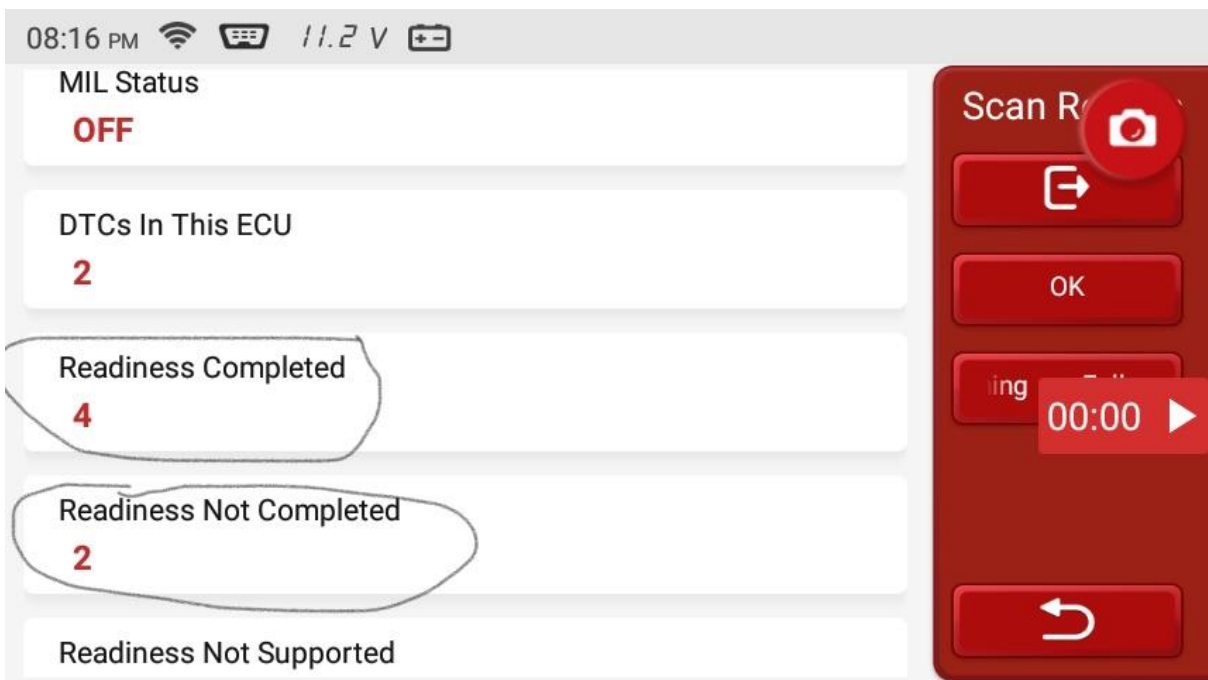 08:16 PM 11.2 V
MIL Status
OFF
DTCs In This ECU
2
Readiness Completed
4
Readiness Not Completed
2
Readiness Not Supported
Scan R
OK
ing
00:00